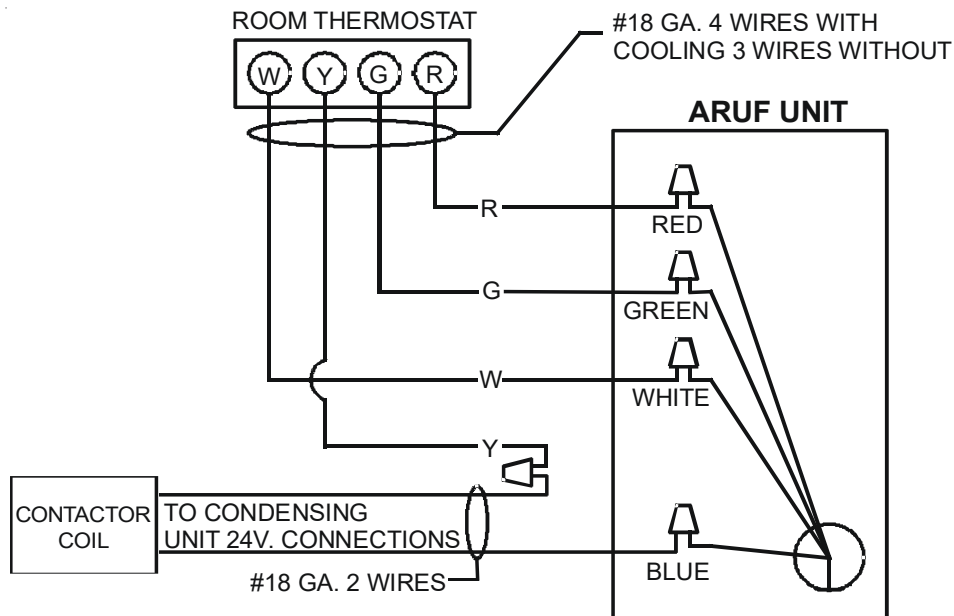 ROOM THERMOSTAT
#18 GA. 4 WIRES WITH
COOLING 3 WIRES WITHOUT
W Y G R
ARUF UNIT
R
RED
G
GREEN
W
WHITE
Y
CONTACTOR
COIL
TO CONDENSING
UNIT 24V. CONNECTIONS
#18 GA. 2 WIRES
BLUE